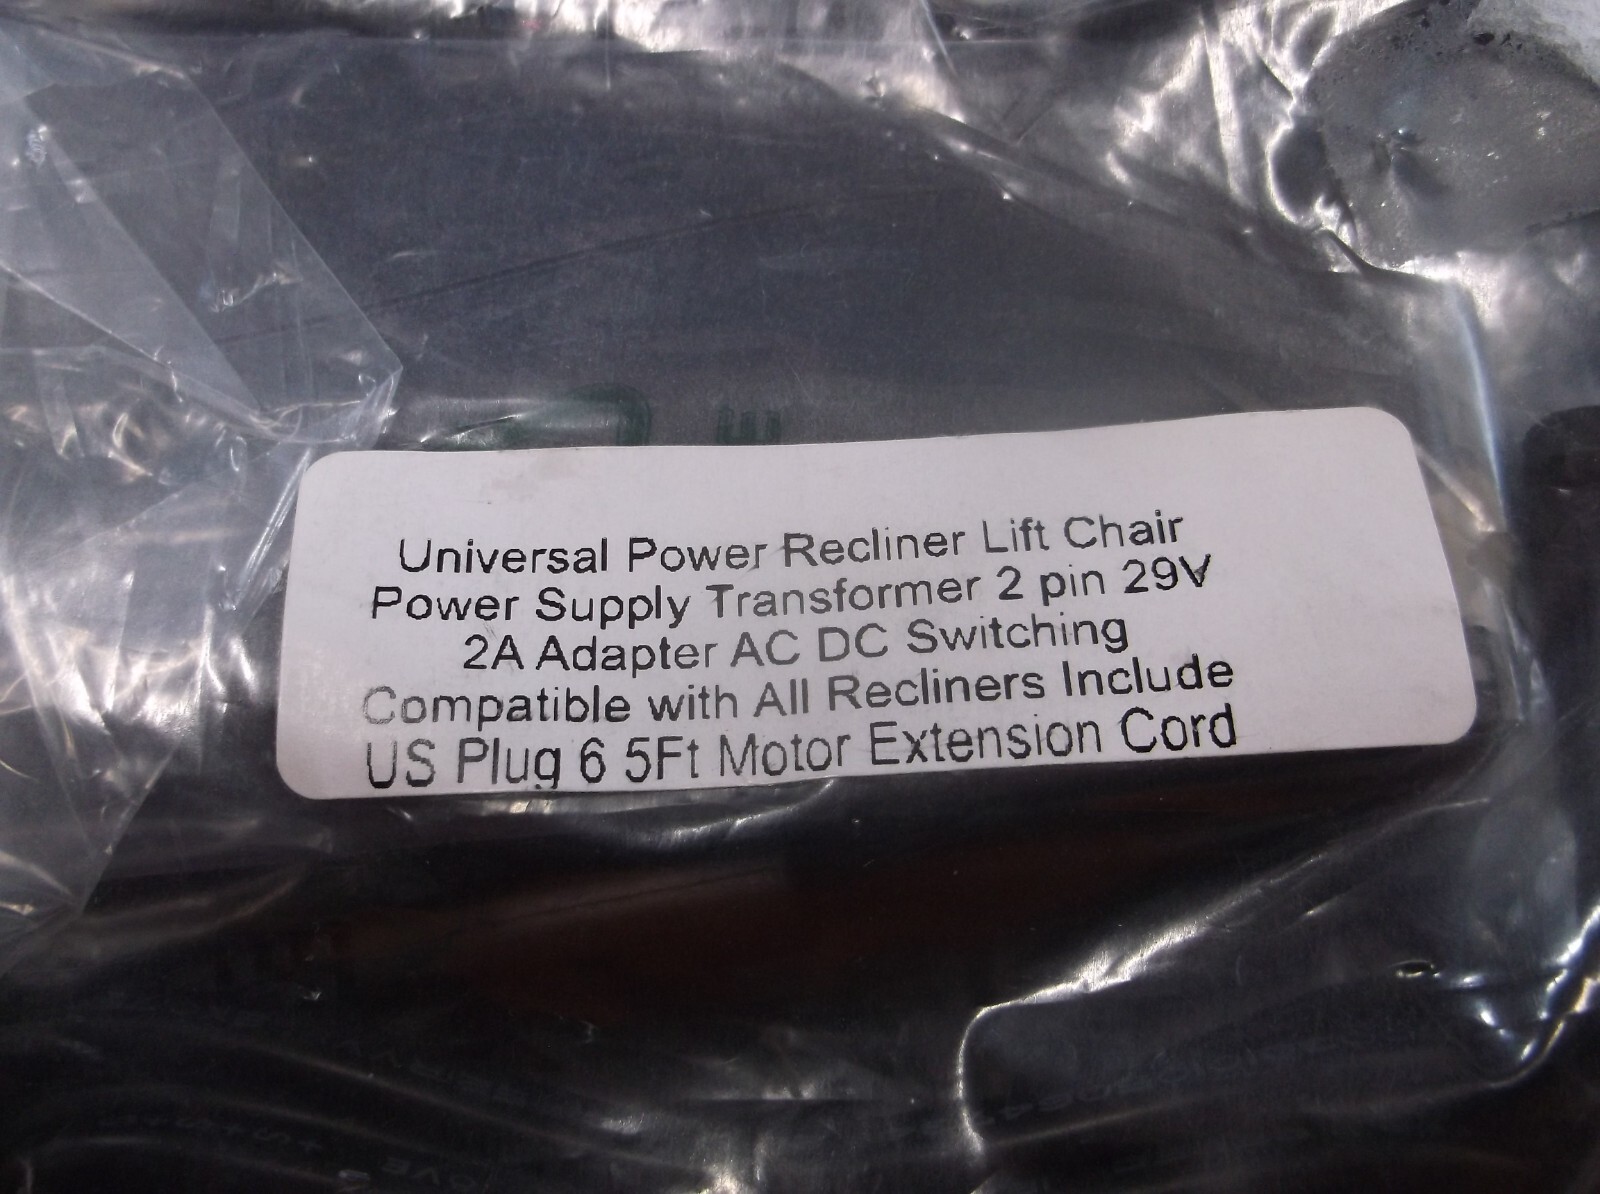 Universal Power Recliner Lift Chair
Power Supply Transformer 2 pin 29V
2A Adapter AC DC Switching
Compatible with All Recliners Include
US Plug 6 5Ft Motor Extension Cord